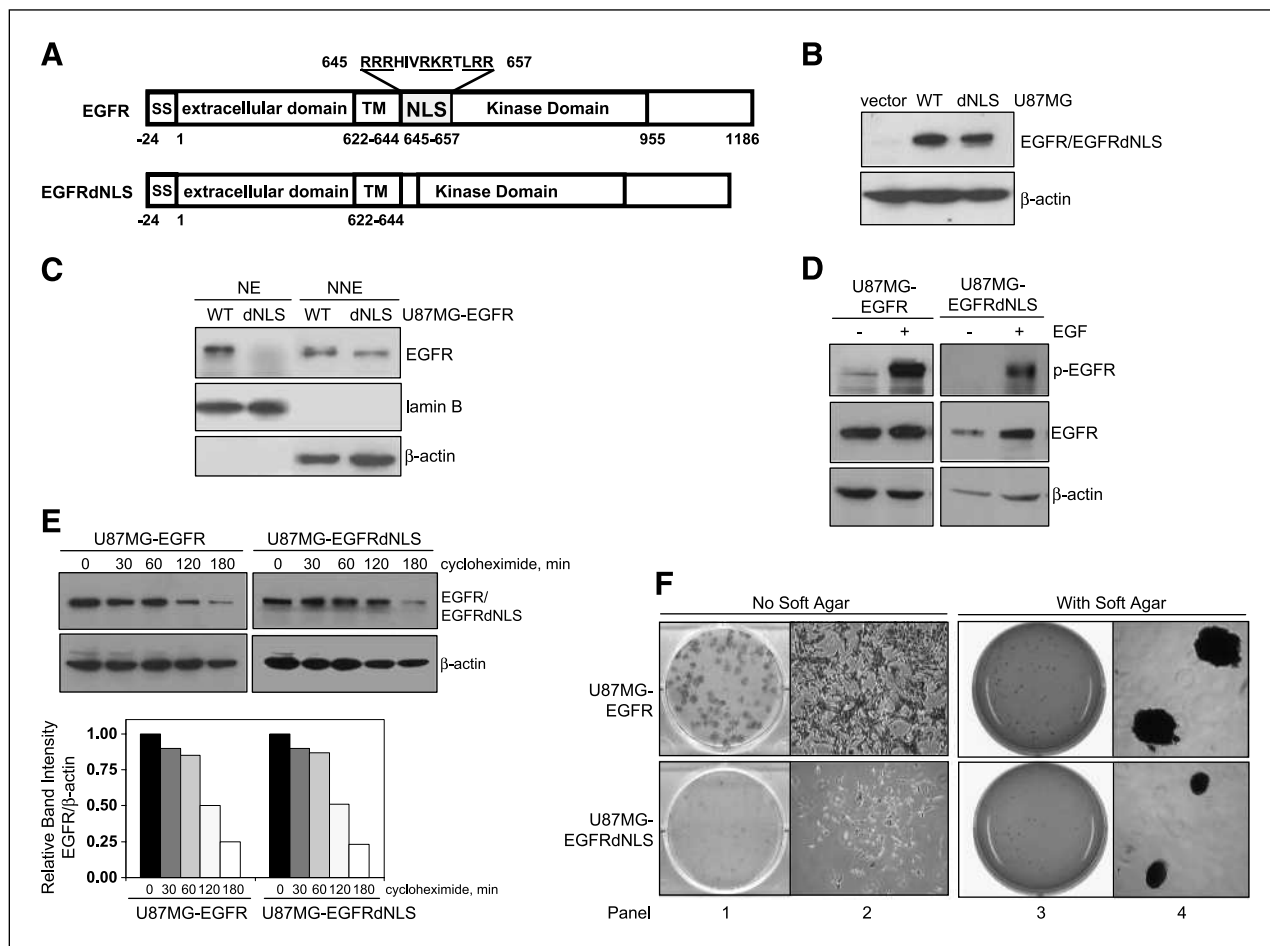 A
645 RRRHIVRKRTLRR 657
EGFR SS extracellular domain TM NLS Kinase Domain
-24 1 622-644 645-657 955 1186
EGFRdNLS SS extracellular domain TM Kinase Domain
-24 1 622-644
B
vector WT dNLS U87MG
EGFR/EGFRdNLS
β-actin
C
NE NNE
WT dNLS WT dNLS U87MG-EGFR
EGFR
lamin B
β-actin
D
U87MG-
EGFR
U87MG-
EGFRdNLS
- + - + EGF
p-EGFR
EGFR
β-actin
E
U87MG-EGFR U87MG-EGFRdNLS
0 30 60 120 180 0 30 60 120 180 cycloheximide, min
EGFR/
EGFRdNLS
β-actin
Relative Band Intensity
EGFR/β-actin
1.00
0.75
0.50
0.25
0.00
0 30 60 120 180 0 30 60 120 180 cycloheximide, min
U87MG-EGFR U87MG-EGFRdNLS
F
No Soft Agar With Soft Agar
U87MG-
EGFR
U87MG-
EGFRdNLS
Panel 1 2 3 4